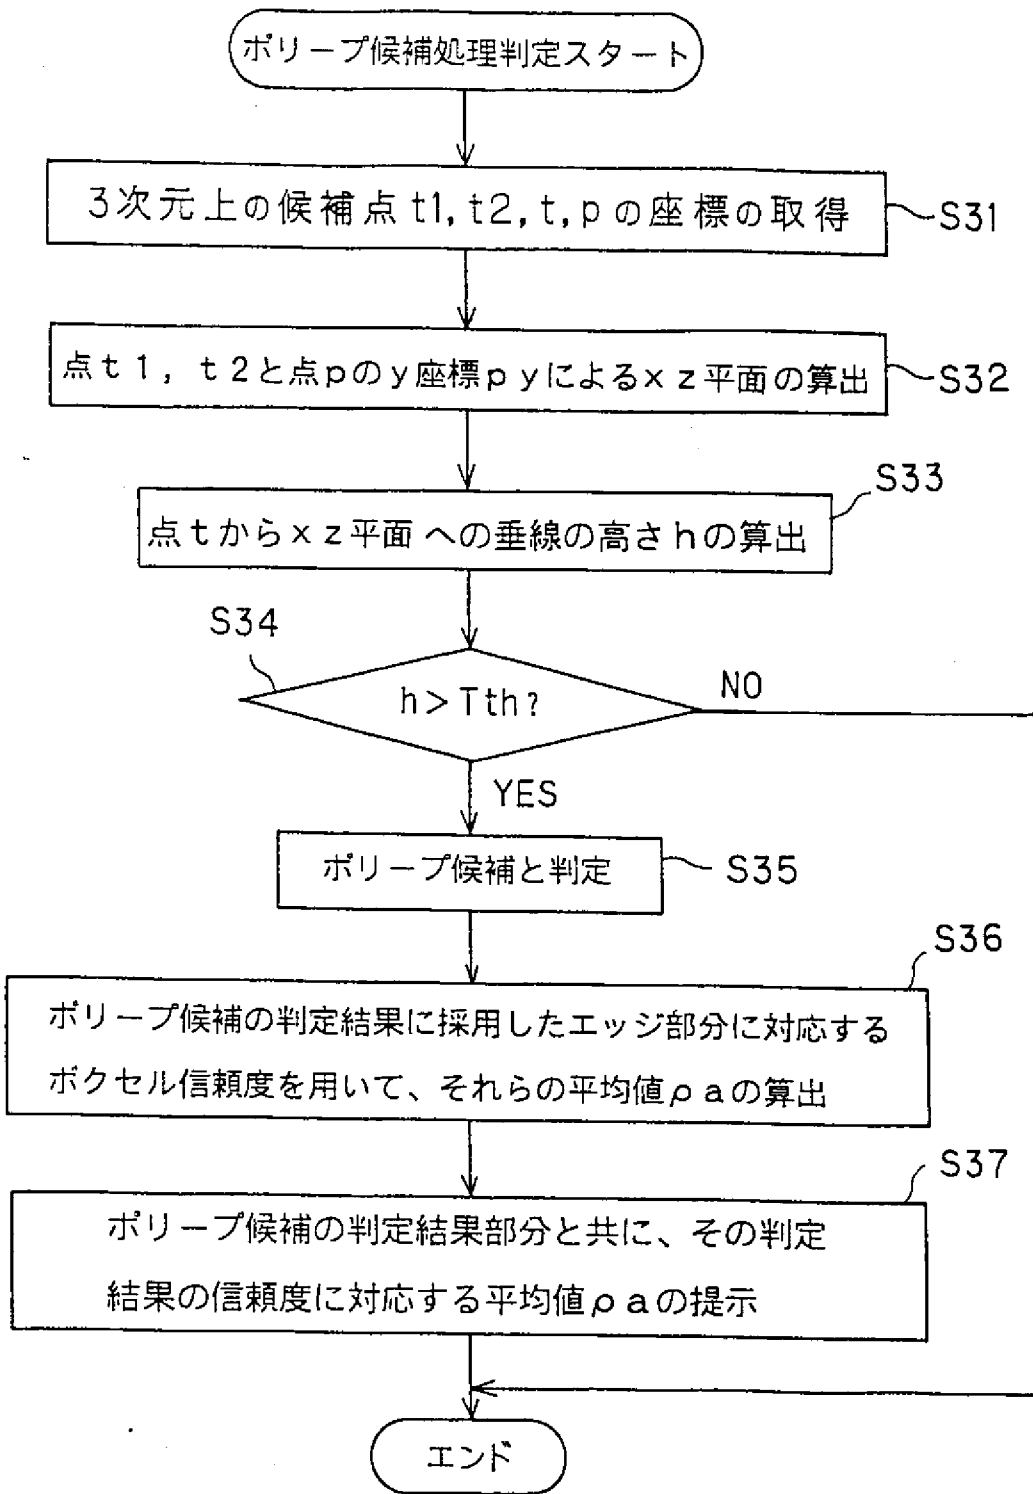 ポリープ候補処理判定スタート
3次元上の候補点t1,t2,t,pの座標の取得
S31
点t1，t2と点pのy座標pyによるxz平面の算出
S32
S33
点tからxz平面への垂線の高さhの算出
S34
h>Tth?
NO
YES
ポリープ候補と判定
S35
S36
ポリープ候補の判定結果に採用したエッジ部分に対応する
ボクセル信頼度を用いて、それらの平均値ρaの算出
S37
ポリープ候補の判定結果部分と共に、その判定
結果の信頼度に対応する平均値ρaの提示
エンド